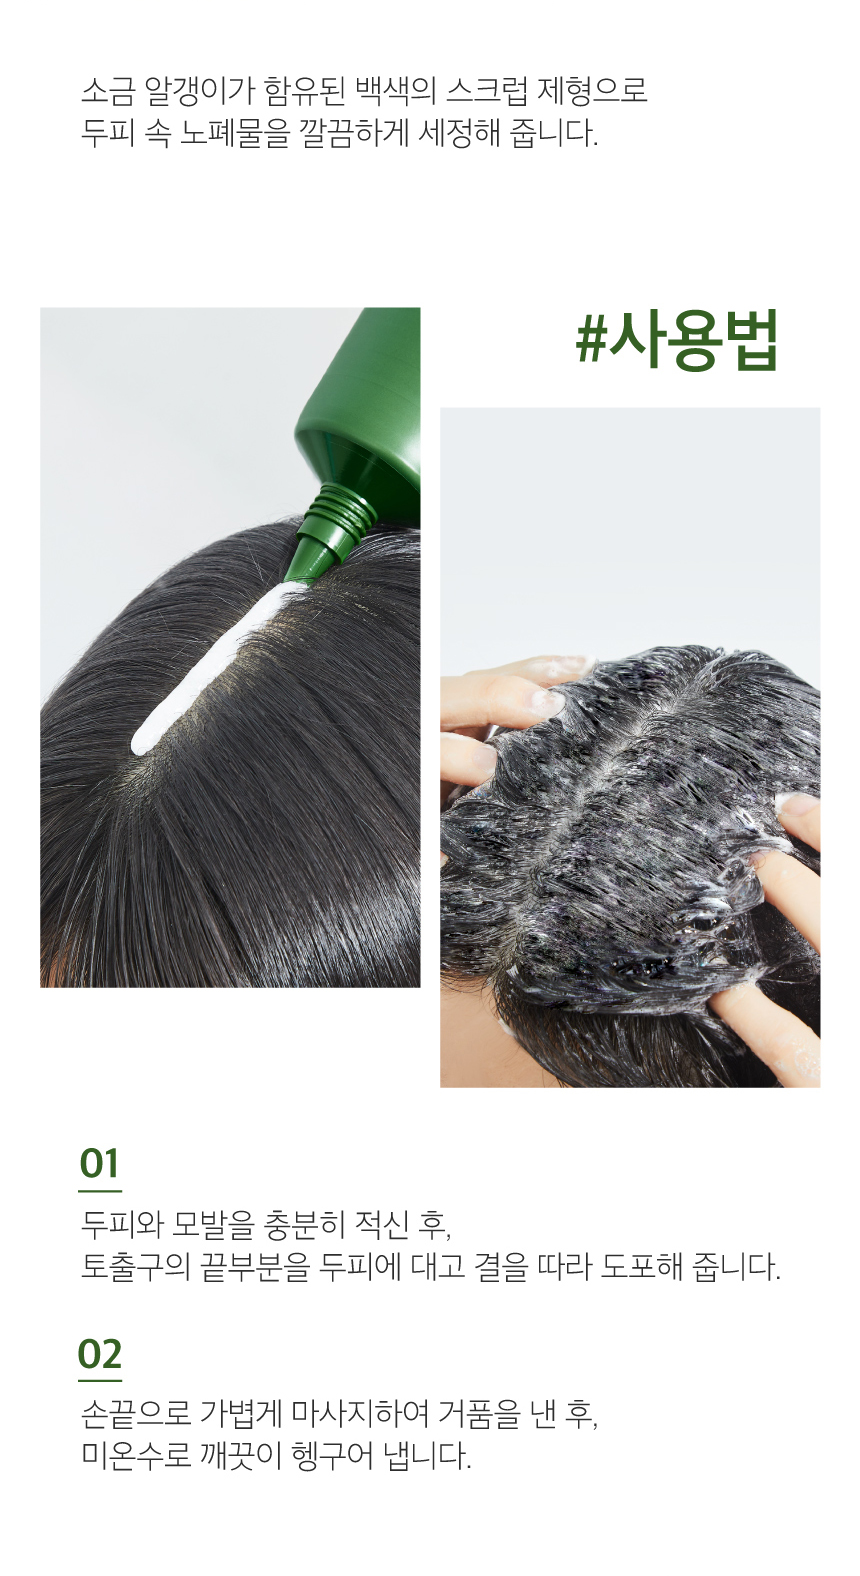 소금 알갱이가 함유된 백색의 스크럽 제형으로
두피 속 노폐물을 깔끔하게 세정해 줍니다.
#사용법
01
두피와 모발을 충분히 적신 후,
토출구의 끝부분을 두피에 대고 결을 따라 도포해 줍니다.
02
손끝으로 가볍게 마사지하여 거품을 낸 후,
미온수로 깨끗이 헹구어 냅니다.